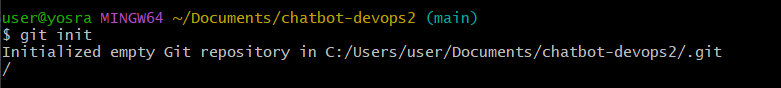 user@yosra MINGW64 ~/Documents/chatbot-devops2 (main)
$ git init
Initialized empty Git repository in C:/Users/user/Documents/chatbot-devops2/.git
/